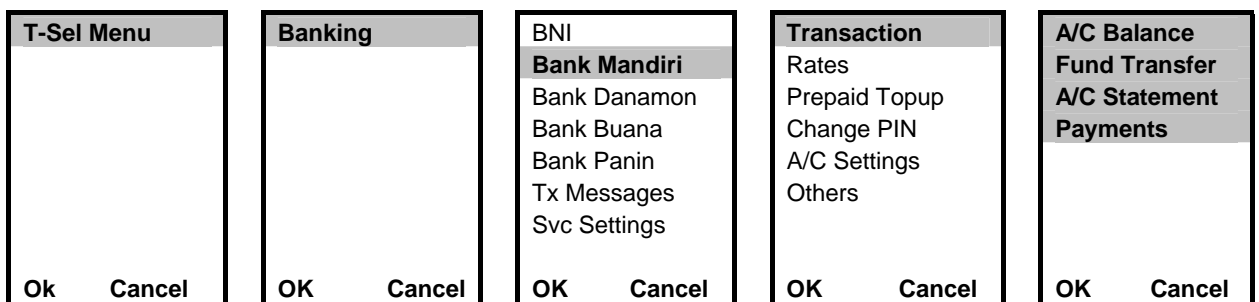 T-Sel Menu
Ok Cancel
Banking
OK Cancel
BNI
Bank Mandiri
Bank Danamon
Bank Buana
Bank Panin
Tx Messages
Svc Settings
OK Cancel
Transaction
Rates
Prepaid Topup
Change PIN
A/C Settings
Others
OK Cancel
A/C Balance
Fund Transfer
A/C Statement
Payments
OK Cancel